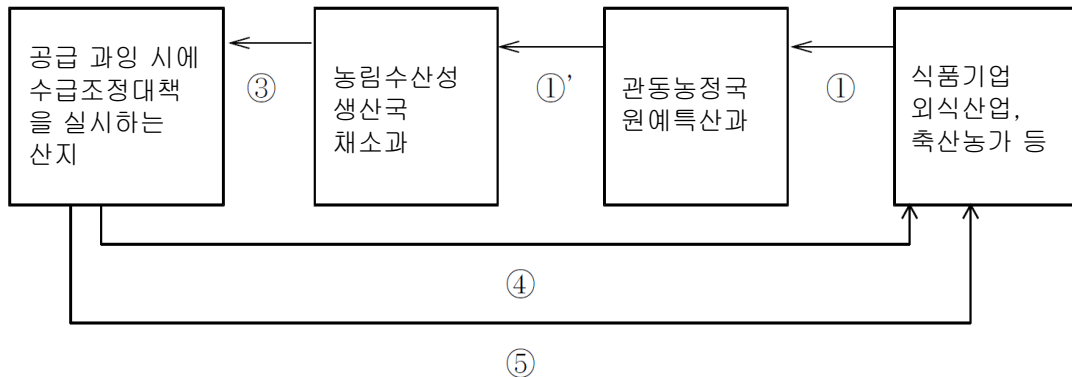 공급 과잉 시에
수급조정대책
을 실시하는
산지
③
농림수산성
생산국
채소과
①’
관동농정국
원예특산과
①
식품기업
외식산업,
축산농가 등
④
⑤